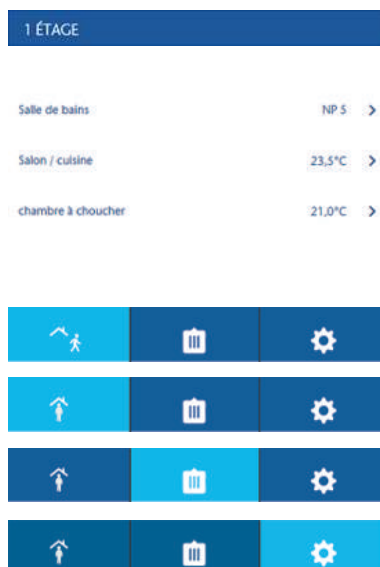 1 ÉTAGE
Salle de bains NP 5
Salon / cuisine 23,5°C
chambre à choucher 21,0°C